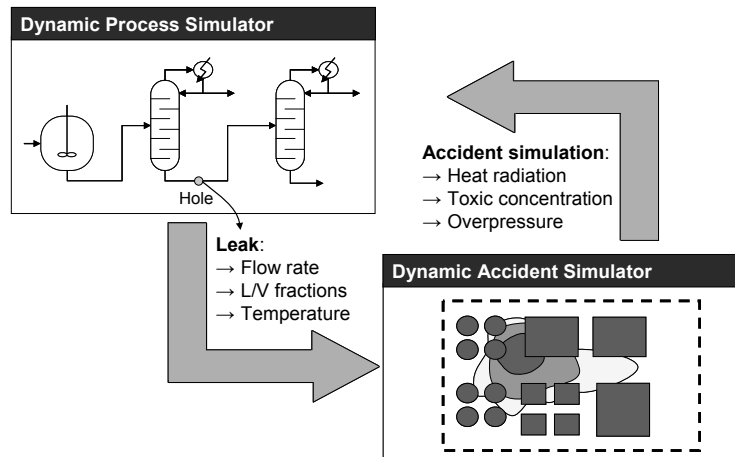 Dynamic Process Simulator
Hole
Accident simulation:
→ Heat radiation
→ Toxic concentration
→ Overpressure
Leak:
→ Flow rate
→ L/V fractions
→ Temperature
Dynamic Accident Simulator